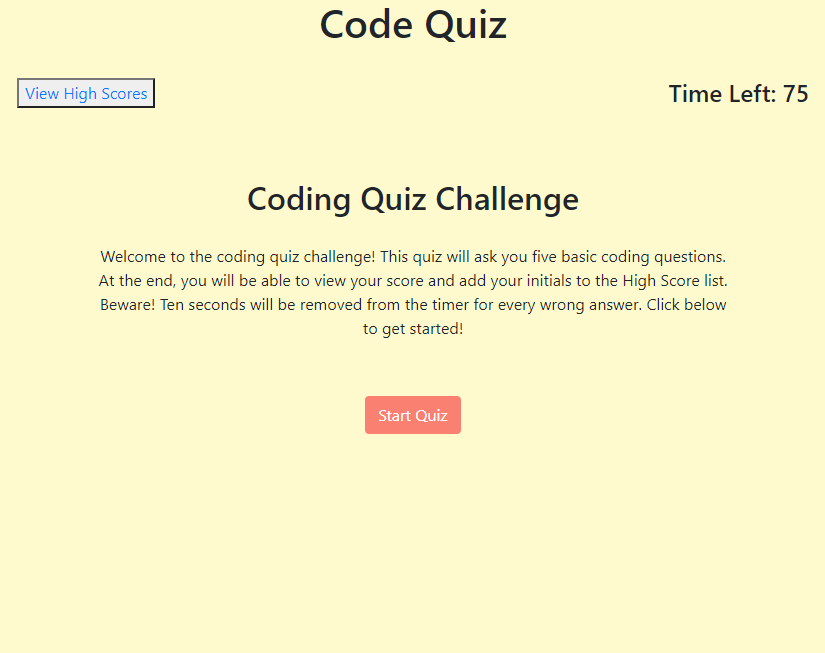 Code Quiz
View High Scores
Time Left: 75
Coding Quiz Challenge
Welcome to the coding quiz challenge! This quiz will ask you five basic coding questions.
At the end, you will be able to view your score and add your initials to the High Score list.
Beware! Ten seconds will be removed from the timer for every wrong answer. Click below
to get started!
Start Quiz